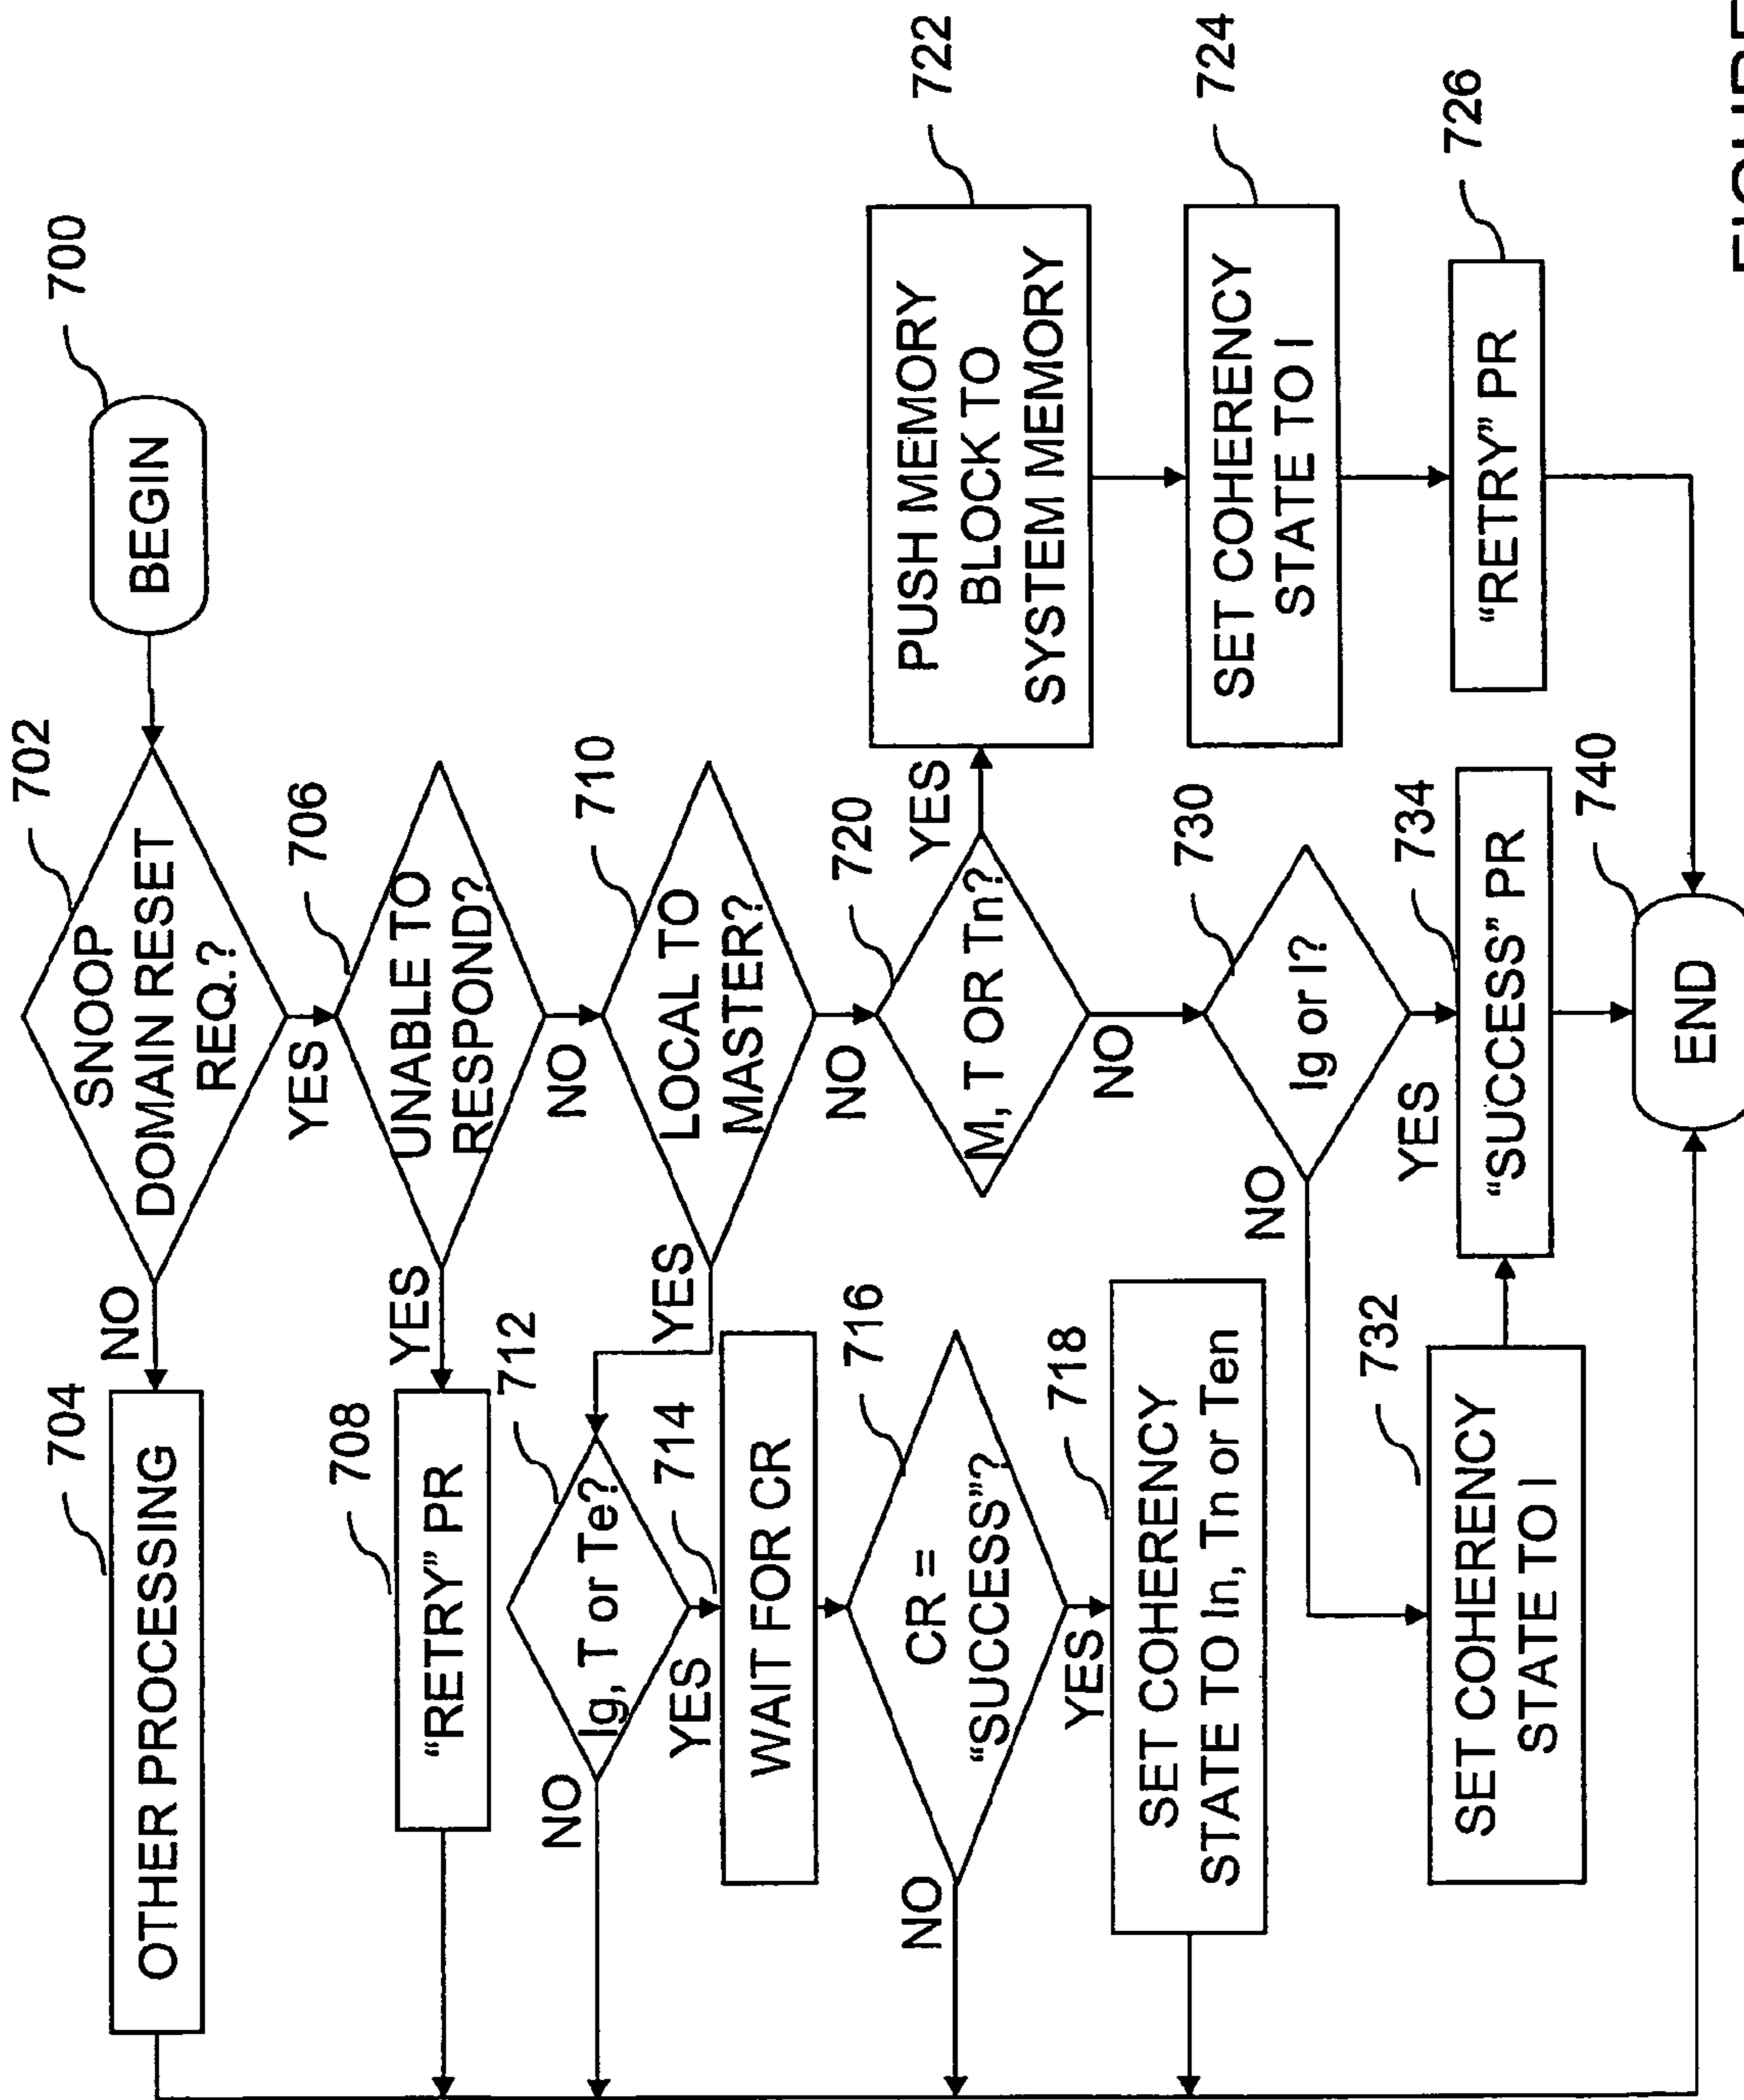 700
BEGIN
702
SNOOP
DOMAIN RESET
REQ.?
NO
YES
704
OTHER PROCESSING
706
UNABLE TO
RESPOND?
YES
NO
708
"RETRY" PR
710
LOCAL TO
MASTER?
YES
NO
712
Ig, T or Te?
NO
YES
714
WAIT FOR CR
716
CR =
"SUCCESS"?
NO
YES
718
SET COHERENCY
STATE TO In, Tn or Ten
720
M, T OR Tn?
YES
NO
722
PUSH MEMORY
BLOCK TO
SYSTEM MEMORY
724
SET COHERENCY
STATE TO I
726
"RETRY" PR
730
Ig or I?
NO
YES
732
SET COHERENCY
STATE TO I
734
"SUCCESS" PR
740
END